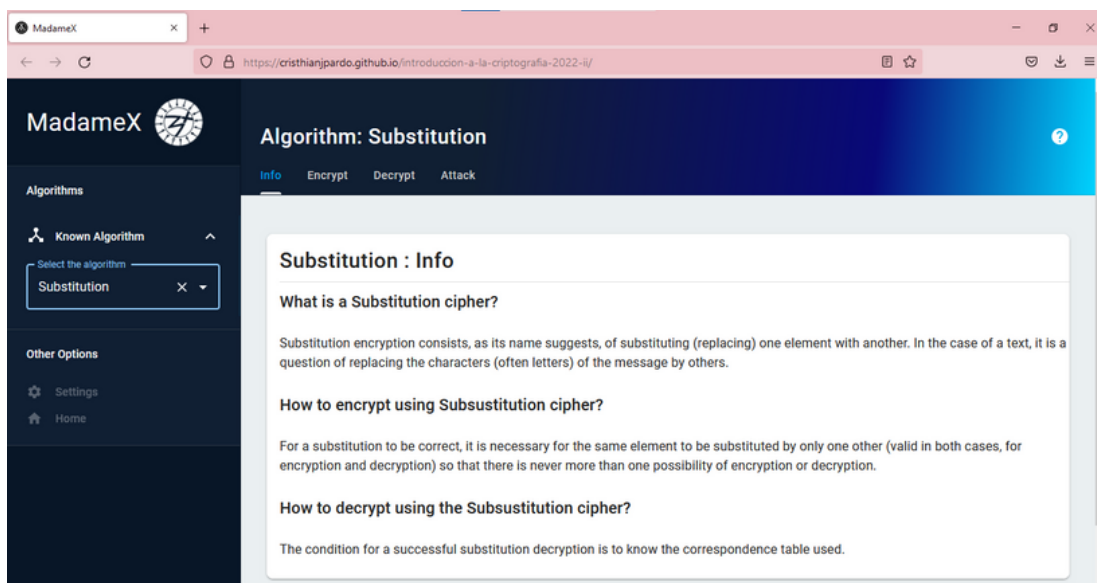 MadameX
https://cristhianjpardo.github.io/introduccion-a-la-criptografia-2022-ii/
MadameX
Algorithms
Known Algorithm
Select the algorithm
Substitution
Other Options
Settings
Home
Algorithm: Substitution
Info Encrypt Decrypt Attack
Substitution : Info
What is a Substitution cipher?
Substitution encryption consists, as its name suggests, of substituting (replacing) one element with another. In the case of a text, it is a
question of replacing the characters (often letters) of the message by others.
How to encrypt using Subsustitution cipher?
For a substitution to be correct, it is necessary for the same element to be substituted by only one other (valid in both cases, for
encryption and decryption) so that there is never more than one possibility of encryption or decryption.
How to decrypt using the Subsustitution cipher?
The condition for a successful substitution decryption is to know the correspondence table used.